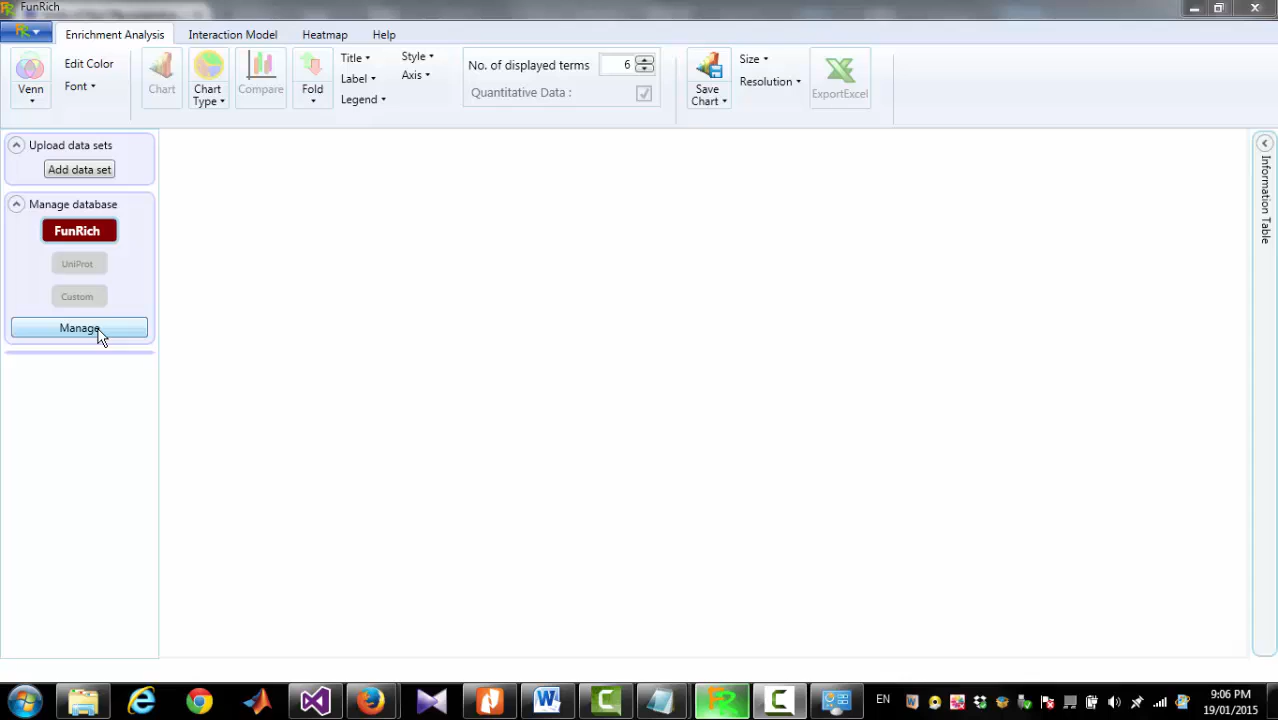 FunRich
Enrichment Analysis
Interaction Model
Heatmap
Help
Venn
Edit Color
Font
Chart
Chart
Type
Compare
Fold
Title
Label
Legend
Style
Axis
No. of displayed terms 6
Quantitative Data :
Save
Chart
Size
Resolution
ExportExcel
Upload data sets
Add data set
Manage database
FunRich
UniProt
Custom
Manage
Information Table
EN
9:06 PM
19/01/2015